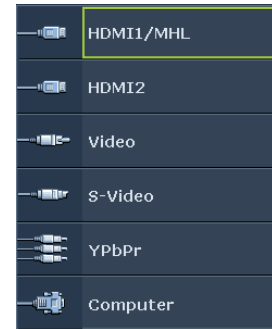 HDMI1/MHL
HDMI2
Video
S-Video
YPbPr
Computer